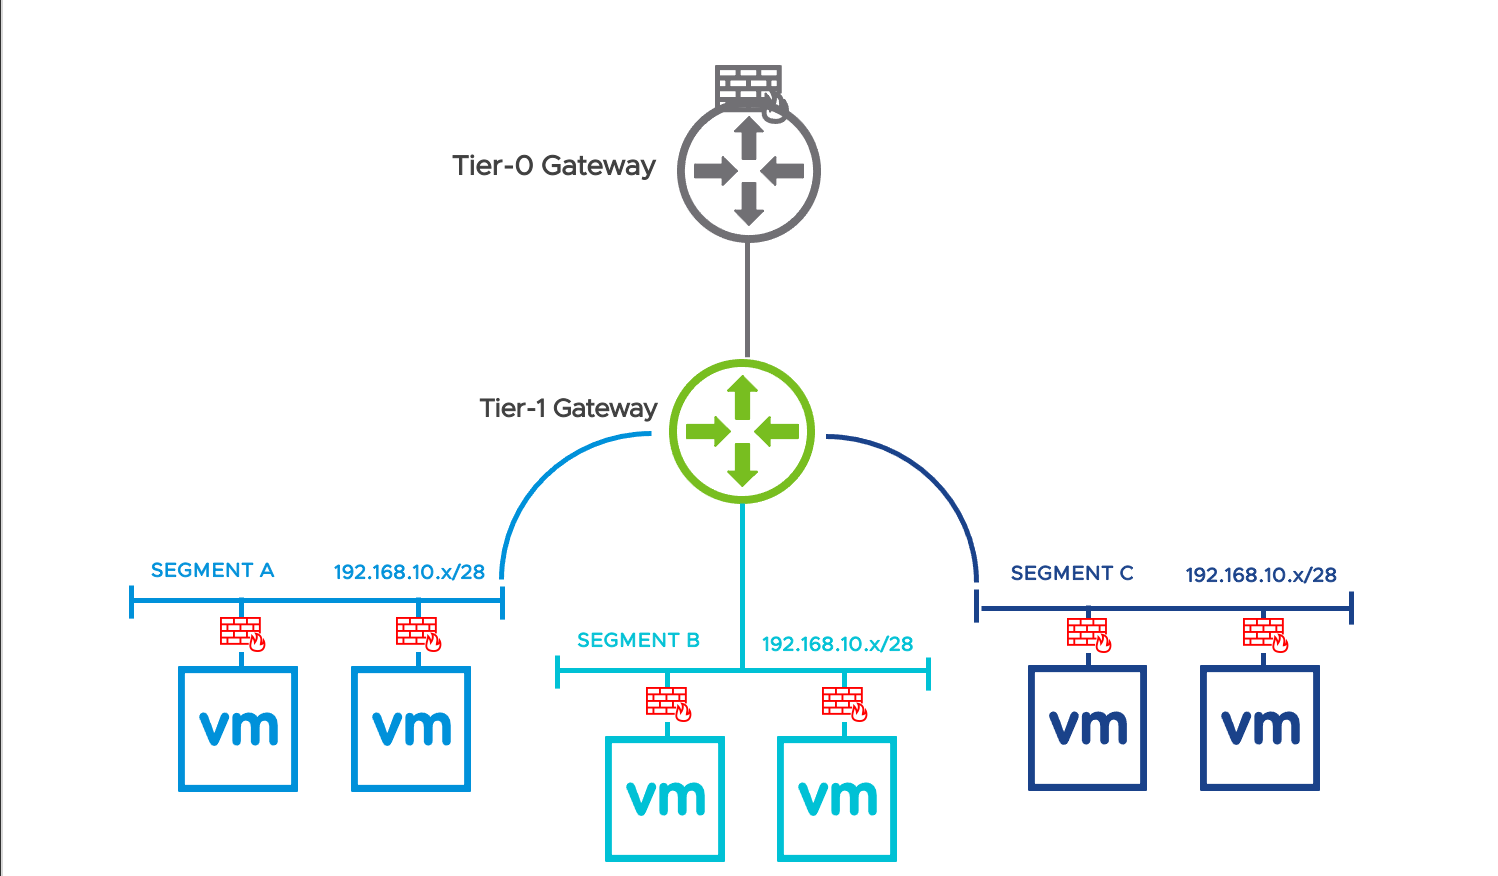 Tier-0 Gateway
Tier-1 Gateway
SEGMENT A 192.168.10.x/28
vm vm
SEGMENT B 192.168.10.x/28
vm vm
SEGMENT C 192.168.10.x/28
vm vm